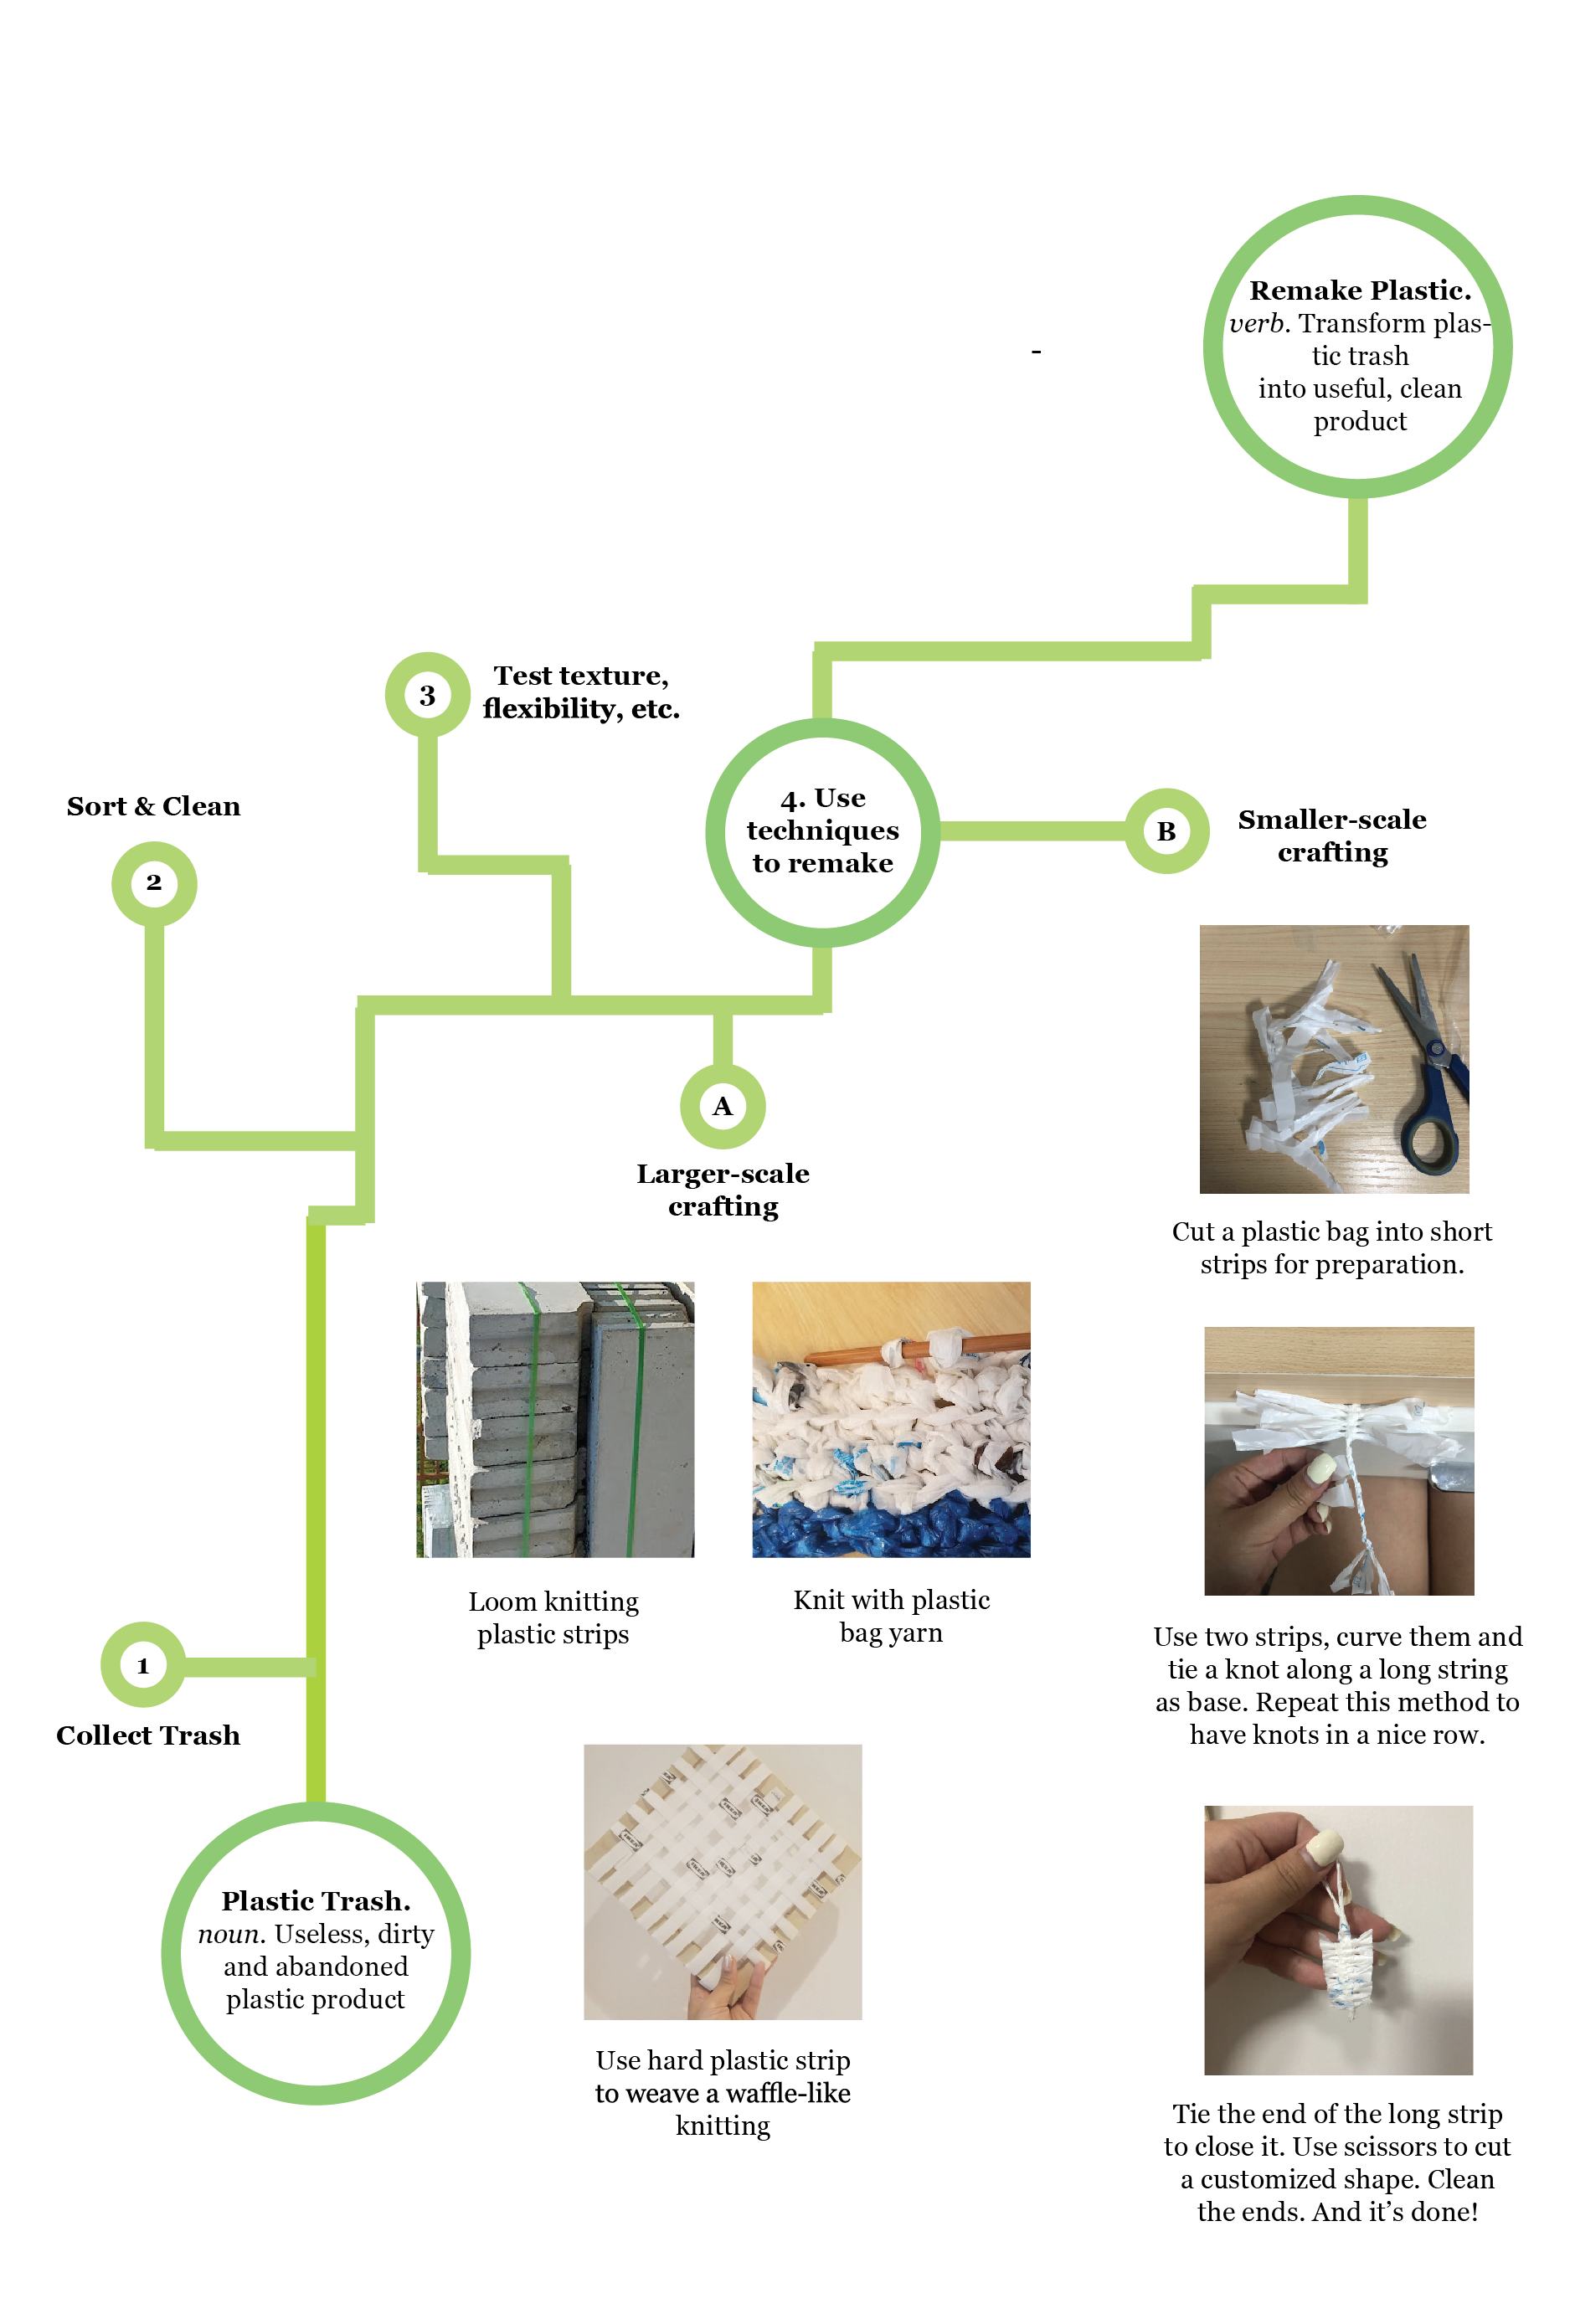 Remake Plastic.
verb. Transform plas-
tic trash
into useful, clean
product
-
3
Test texture,
flexibility, etc.
Sort & Clean
2
4. Use
techniques
to remake
B
Smaller-scale
crafting
A
Larger-scale
crafting
Cut a plastic bag into short
strips for preparation.
Loom knitting
plastic strips
Knit with plastic
bag yarn
Use two strips, curve them and
tie a knot along a long string
as base. Repeat this method to
have knots in a nice row.
1
Collect Trash
Plastic Trash.
noun. Useless, dirty
and abandoned
plastic product
Use hard plastic strip
to weave a waffle-like
knitting
Tie the end of the long strip
to close it. Use scissors to cut
a customized shape. Clean
the ends. And it’s done!